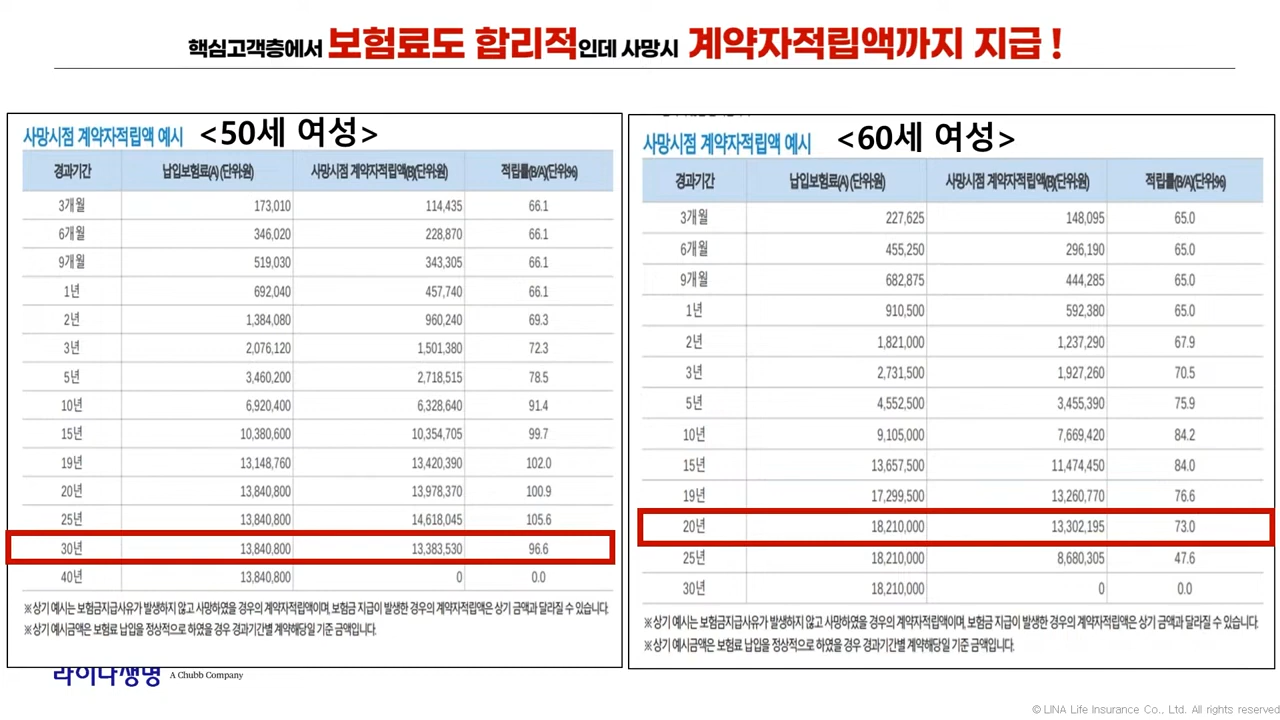 핵심고객층에서 보험료도 합리적인데 사망시 계약자적립액까지 지급 !
사망시점 계약자적립액 예시 <50세 여성>
경과기간 납입보험료(A) (단위:원) 사망시점 계약자적립액(B)(단위:원) 적립률(B/A)(단위:%)
3개월 173,010 114,435 66.1
6개월 346,020 228,870 66.1
9개월 519,030 343,305 66.1
1년 692,040 457,740 66.1
2년 1,384,080 960,240 69.3
3년 2,076,120 1,501,380 72.3
5년 3,460,200 2,718,515 78.5
10년 6,920,400 6,328,640 91.4
15년 10,380,600 10,354,705 99.7
19년 13,148,760 13,420,390 102.0
20년 13,840,800 13,978,370 100.9
25년 13,840,800 14,618,045 105.6
30년 13,840,800 13,383,530 96.6
40년 13,840,800 0 0.0
※ 상기 예시는 보험금지급사유가 발생하지 않고 사망하였을 경우의 계약자적립액이며, 보험금 지급이 발생한 경우의 계약자적립액은 상기 금액과 달라질 수 있습니다.
※ 상기 예시금액은 보험료 납입을 정상적으로 하였을 경우 경과기간별 계약해당일 기준 금액입니다.
사망시점 계약자적립액 예시 <60세 여성>
경과기간 납입보험료(A) (단위:원) 사망시점 계약자적립액(B)(단위:원) 적립률(B/A)(단위:%)
3개월 227,625 148,095 65.0
6개월 455,250 296,190 65.0
9개월 682,875 444,285 65.0
1년 910,500 592,380 65.0
2년 1,821,000 1,237,290 67.9
3년 2,731,500 1,927,260 70.5
5년 4,552,500 3,455,390 75.9
10년 9,105,000 7,669,420 84.2
15년 13,657,500 11,474,450 84.0
19년 17,299,500 13,260,770 76.6
20년 18,210,000 13,302,195 73.0
25년 18,210,000 8,680,305 47.6
30년 18,210,000 0 0.0
※ 상기 예시는 보험금지급사유가 발생하지 않고 사망하였을 경우의 계약자적립액이며, 보험금 지급이 발생한 경우의 계약자적립액은 상기 금액과 달라질 수 있습니다.
※ 상기 예시금액은 보험료 납입을 정상적으로 하였을 경우 경과기간별 계약해당일 기준 금액입니다.
라이나생명 A Chubb Company
© LINA Life Insurance Co., Ltd. All rights reserved